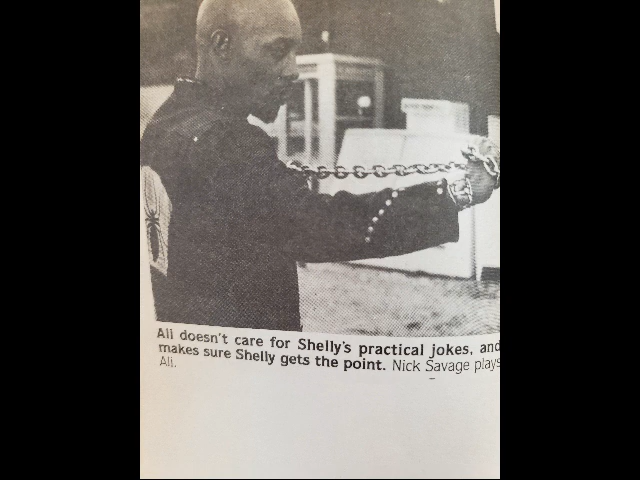 Ali doesn't care for Shelly's practical jokes, and
makes sure Shelly gets the point. Nick Savage plays
Ali.